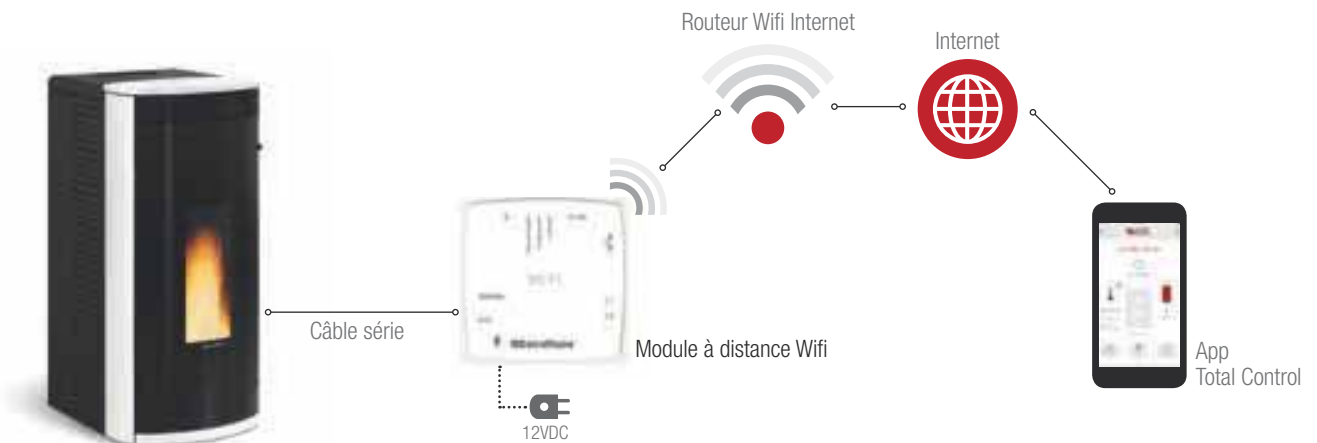 Routeur Wifi Internet
Internet
Câble série
Module à distance Wifi
12VDC
App
Total Control